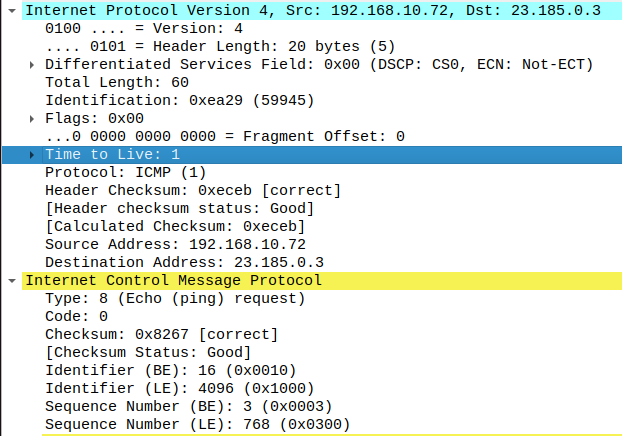 Internet Protocol Version 4, Src: 192.168.10.72, Dst: 23.185.0.3
0100 .... = Version: 4
.... 0101 = Header Length: 20 bytes (5)
Differentiated Services Field: 0x00 (DSCP: CS0, ECN: Not-ECT)
Total Length: 60
Identification: 0xea29 (59945)
Flags: 0x00
...0 0000 0000 0000 = Fragment Offset: 0
Time to Live: 1
Protocol: ICMP (1)
Header Checksum: 0xeceb [correct]
[Header checksum status: Good]
[Calculated Checksum: 0xeceb]
Source Address: 192.168.10.72
Destination Address: 23.185.0.3
Internet Control Message Protocol
Type: 8 (Echo (ping) request)
Code: 0
Checksum: 0x8267 [correct]
[Checksum Status: Good]
Identifier (BE): 16 (0x0010)
Identifier (LE): 4096 (0x1000)
Sequence Number (BE): 3 (0x0003)
Sequence Number (LE): 768 (0x0300)